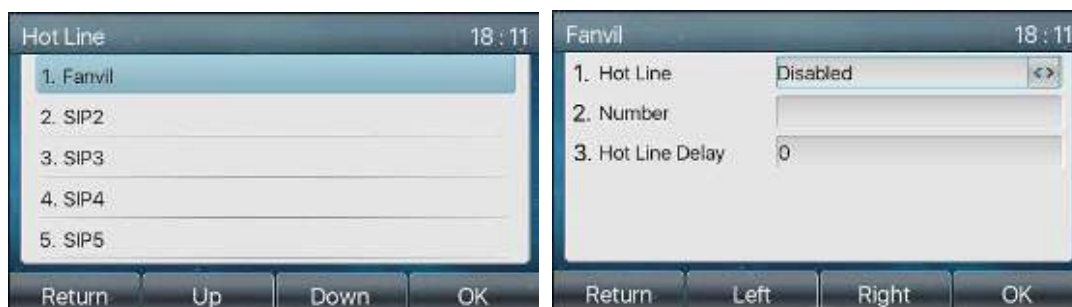 Hot Line 18 : 11
1. Fanvil
2. SIP2
3. SIP3
4. SIP4
5. SIP5
Return Up Down OK
Fanvil 18 : 11
1. Hot Line Disabled <>
2. Number
3. Hot Line Delay 0
Return Left Right OK